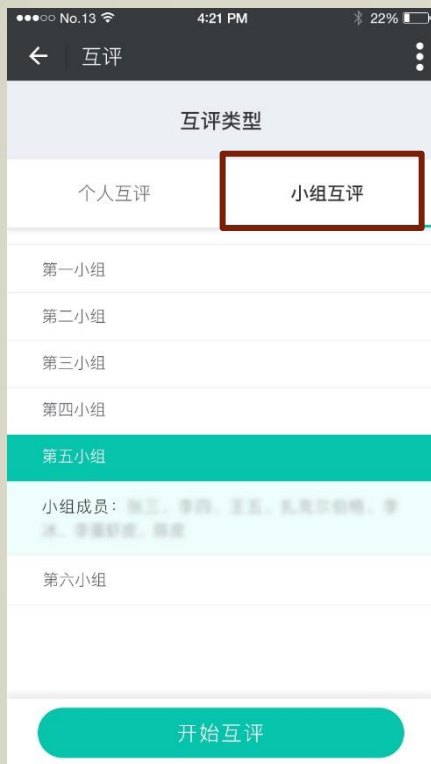 No.13 4:21 PM 22%
互评
互评类型
个人互评 小组互评
第一小组
第二小组
第三小组
第四小组
第五小组
小组成员：
第六小组
开始互评